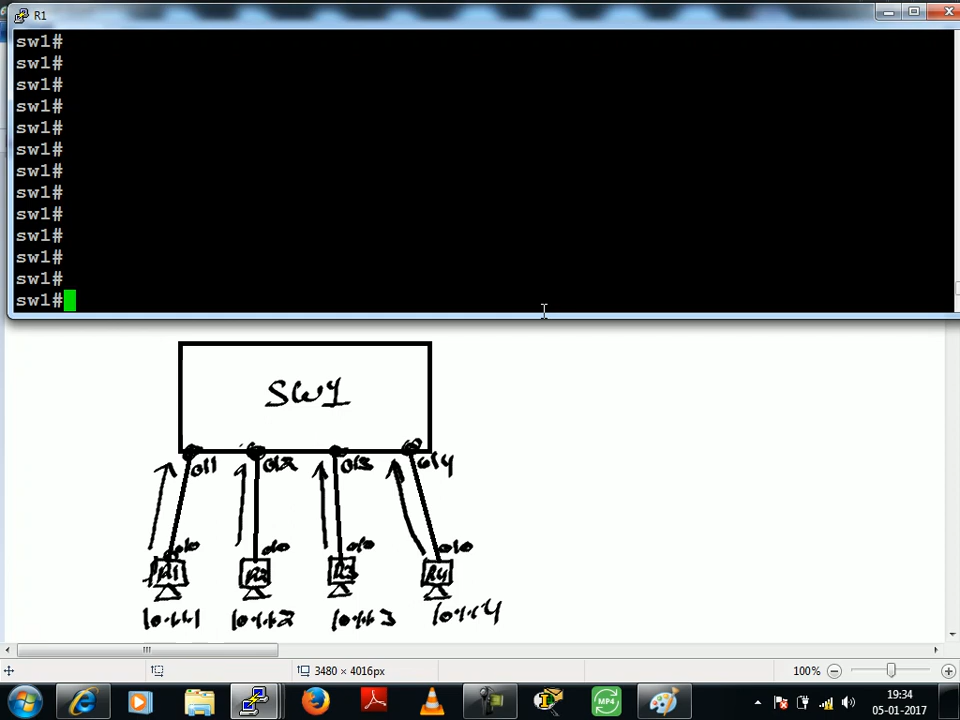 R1
sw1#
sw1#
sw1#
sw1#
sw1#
sw1#
sw1#
sw1#
sw1#
sw1#
sw1#
sw1#
sw1#
SW1
0/1 0/2 0/3 0/4
0/0 0/0 0/0 0/0
R1 R2 R3 R4
10.1.1.1 10.1.1.2 10.1.1.3 10.1.1.4
3480 × 4016px
100%
MP4
19:34
05-01-2017